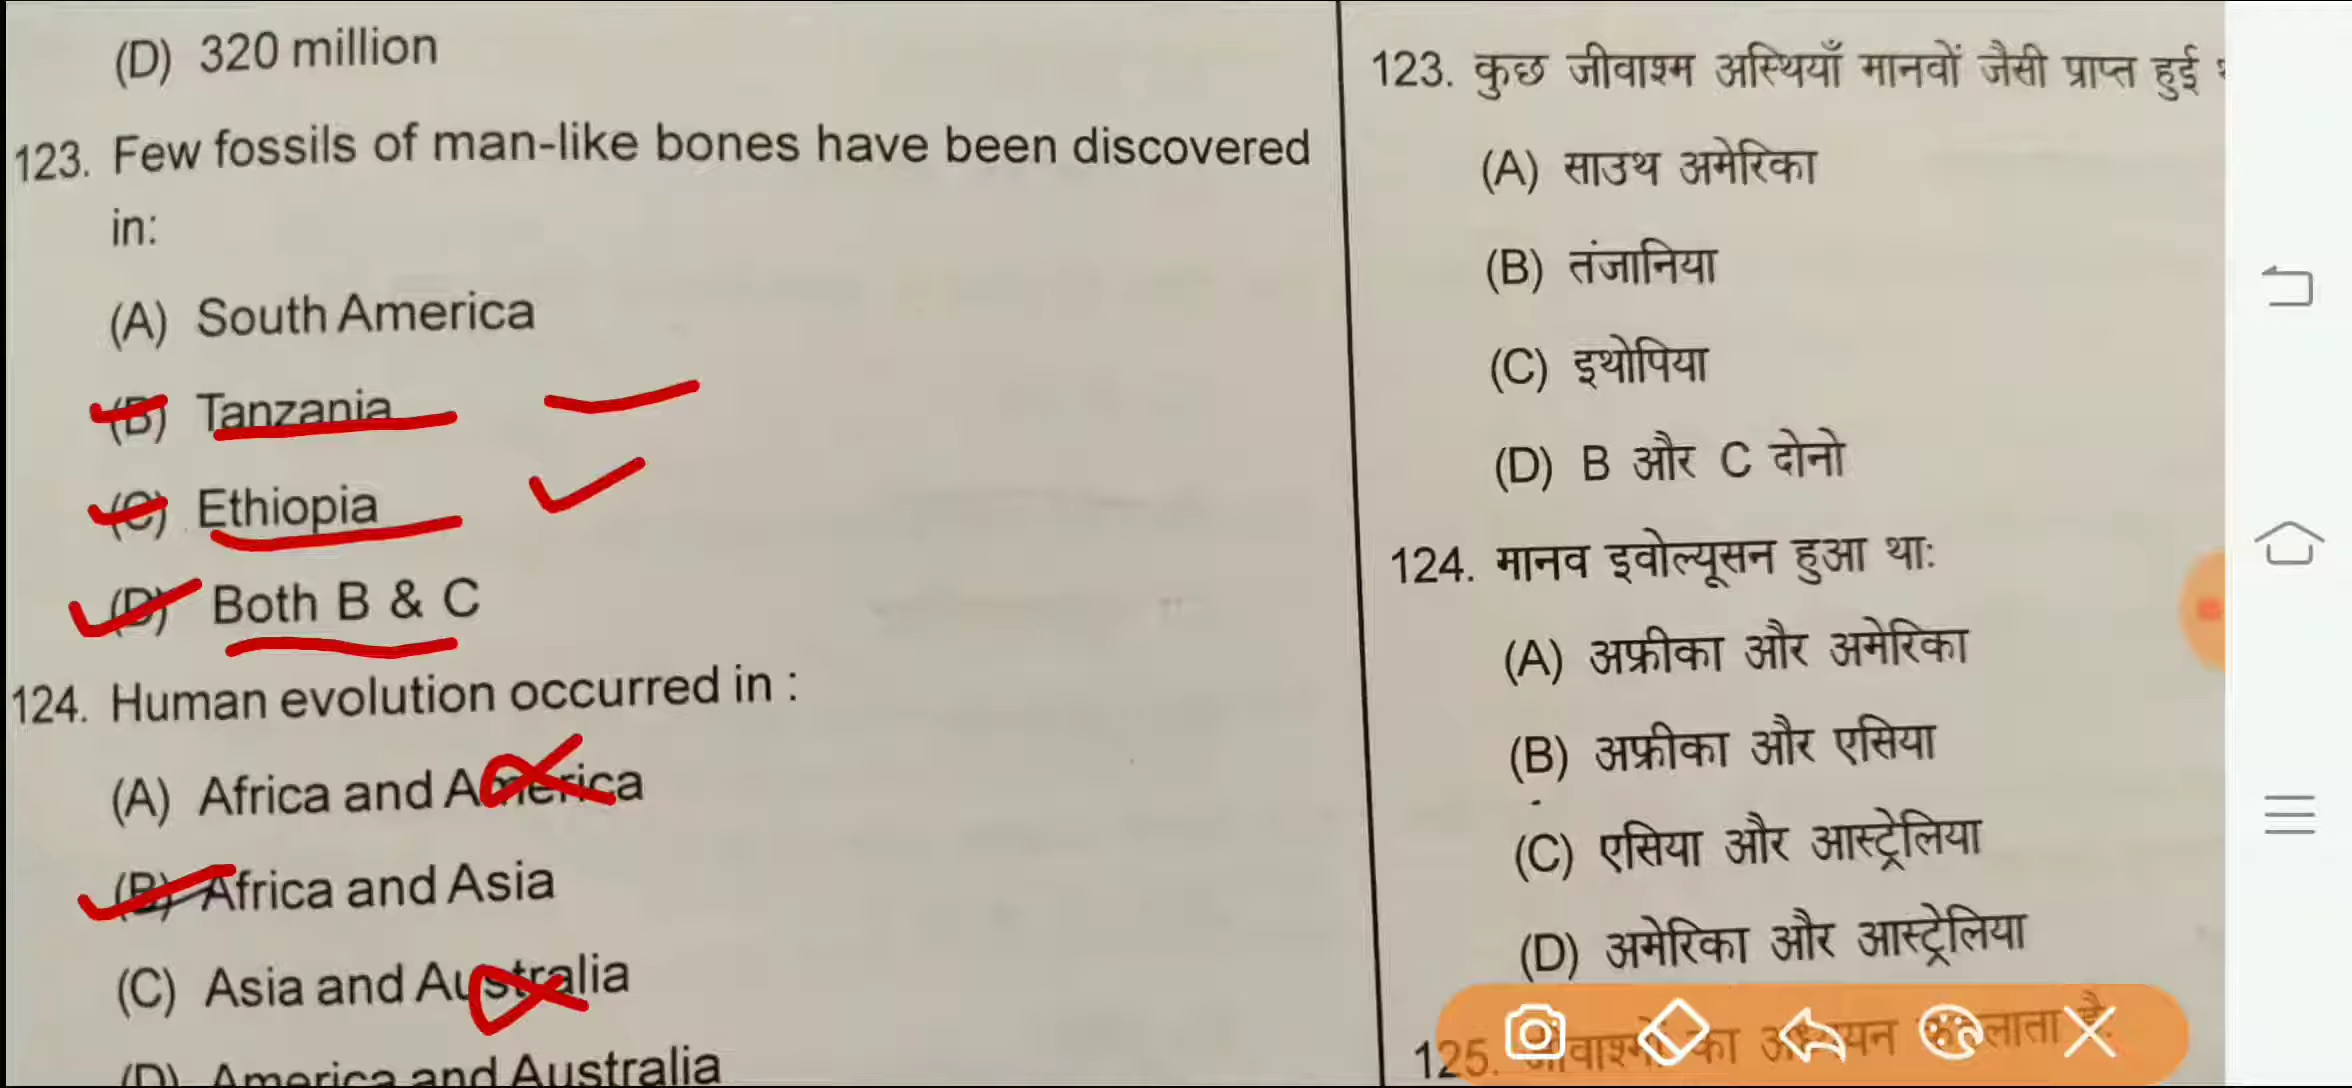 (D) 320 million
123. Few fossils of man-like bones have been discovered
in:
(A) South America
(B) Tanzania
(C) Ethiopia
(D) Both B & C
124. Human evolution occurred in :
(A) Africa and America
(B) Africa and Asia
(C) Asia and Australia
(D) America and Australia
123. कुछ जीवाश्म अस्थियाँ मानवों जैसी प्राप्त हुई
(A) साउथ अमेरिका
(B) तंजानिया
(C) इथोपिया
(D) B और C दोनो
124. मानव इवोल्यूसन हुआ था:
(A) अफ्रीका और अमेरिका
(B) अफ्रीका और एसिया
(C) एसिया और आस्ट्रेलिया
(D) अमेरिका और आस्ट्रेलिया
125. जीवाश्मों का अध्ययन कहलाता है: